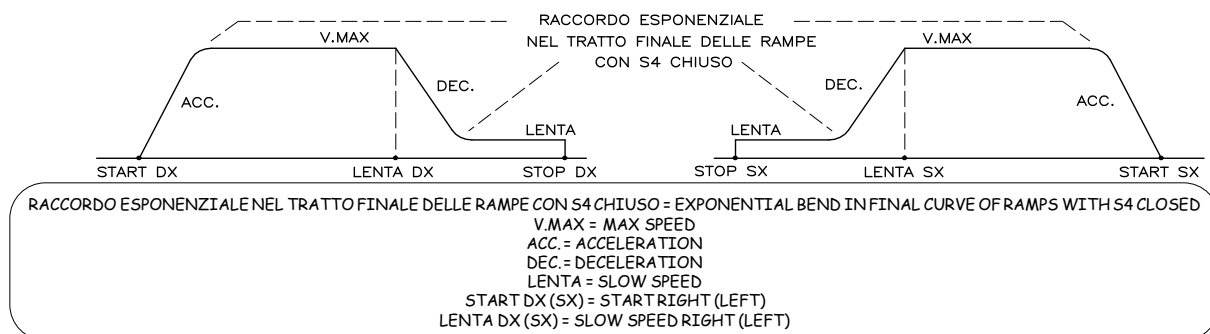 RACCORDO ESPONENZIALE
NEL TRATTO FINALE DELLE RAMPE
CON S4 CHIUSO
V.MAX
V.MAX
DEC.
DEC.
ACC.
ACC.
LENTA
LENTA
START DX
LENTA DX
STOP DX
STOP SX
LENTA SX
START SX
RACCORDO ESPONENZIALE NEL TRATTO FINALE DELLE RAMPE CON S4 CHIUSO = EXPONENTIAL BEND IN FINAL CURVE OF RAMPS WITH S4 CLOSED
V.MAX = MAX SPEED
ACC. = ACCELERATION
DEC. = DECELERATION
LENTA = SLOW SPEED
START DX (SX) = START RIGHT (LEFT)
LENTA DX (SX) = SLOW SPEED RIGHT (LEFT)